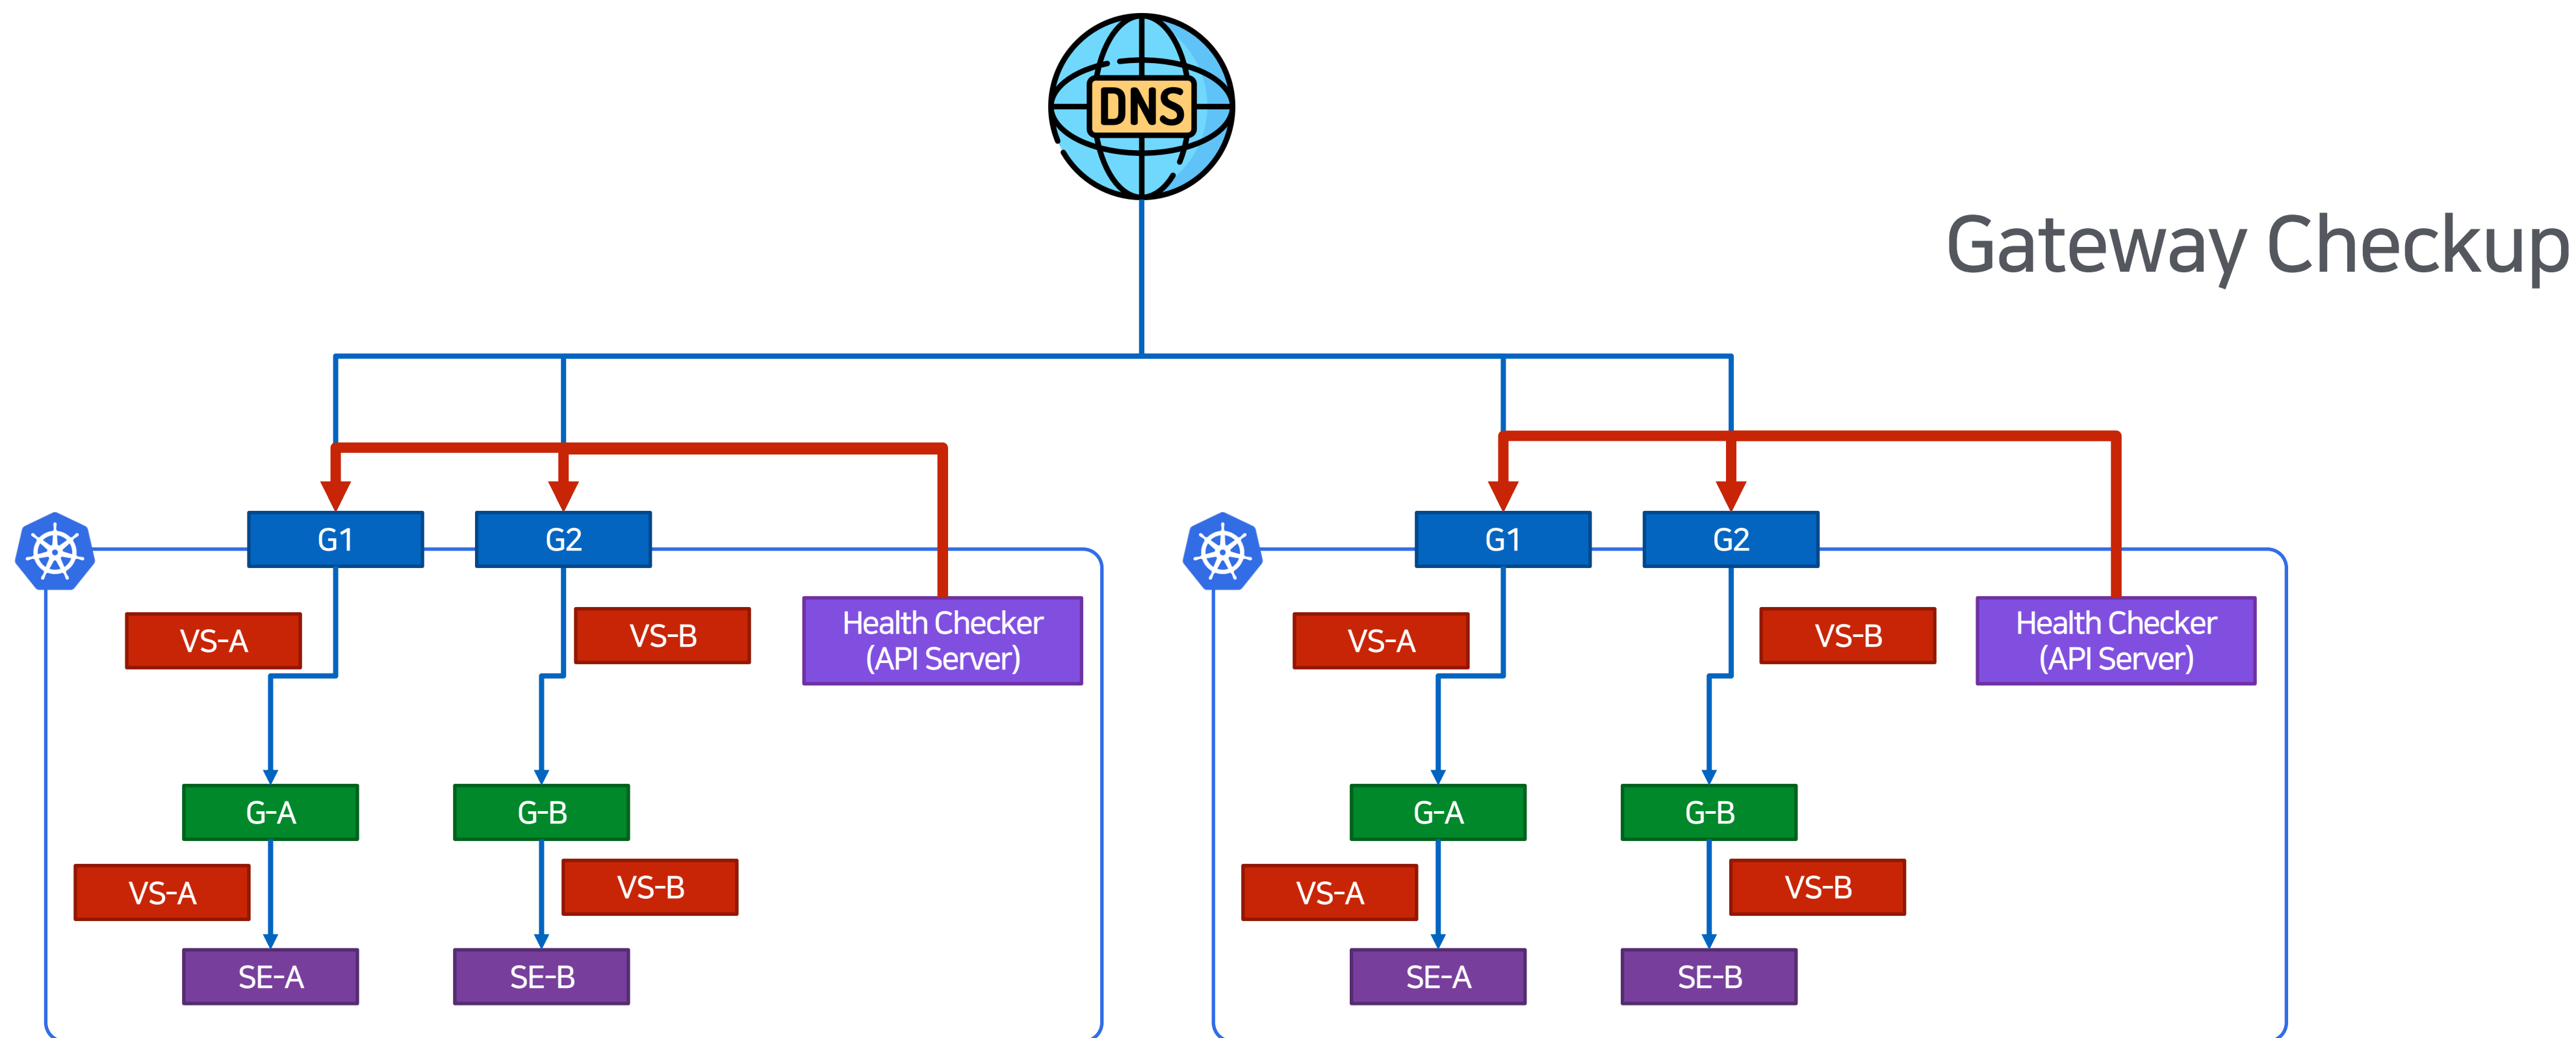 DNS
Gateway Checkup
G1
G2
VS-A
VS-B
Health Checker
(API Server)
G-A
G-B
VS-A
VS-B
SE-A
SE-B
G1
G2
VS-A
VS-B
Health Checker
(API Server)
G-A
G-B
VS-A
VS-B
SE-A
SE-B